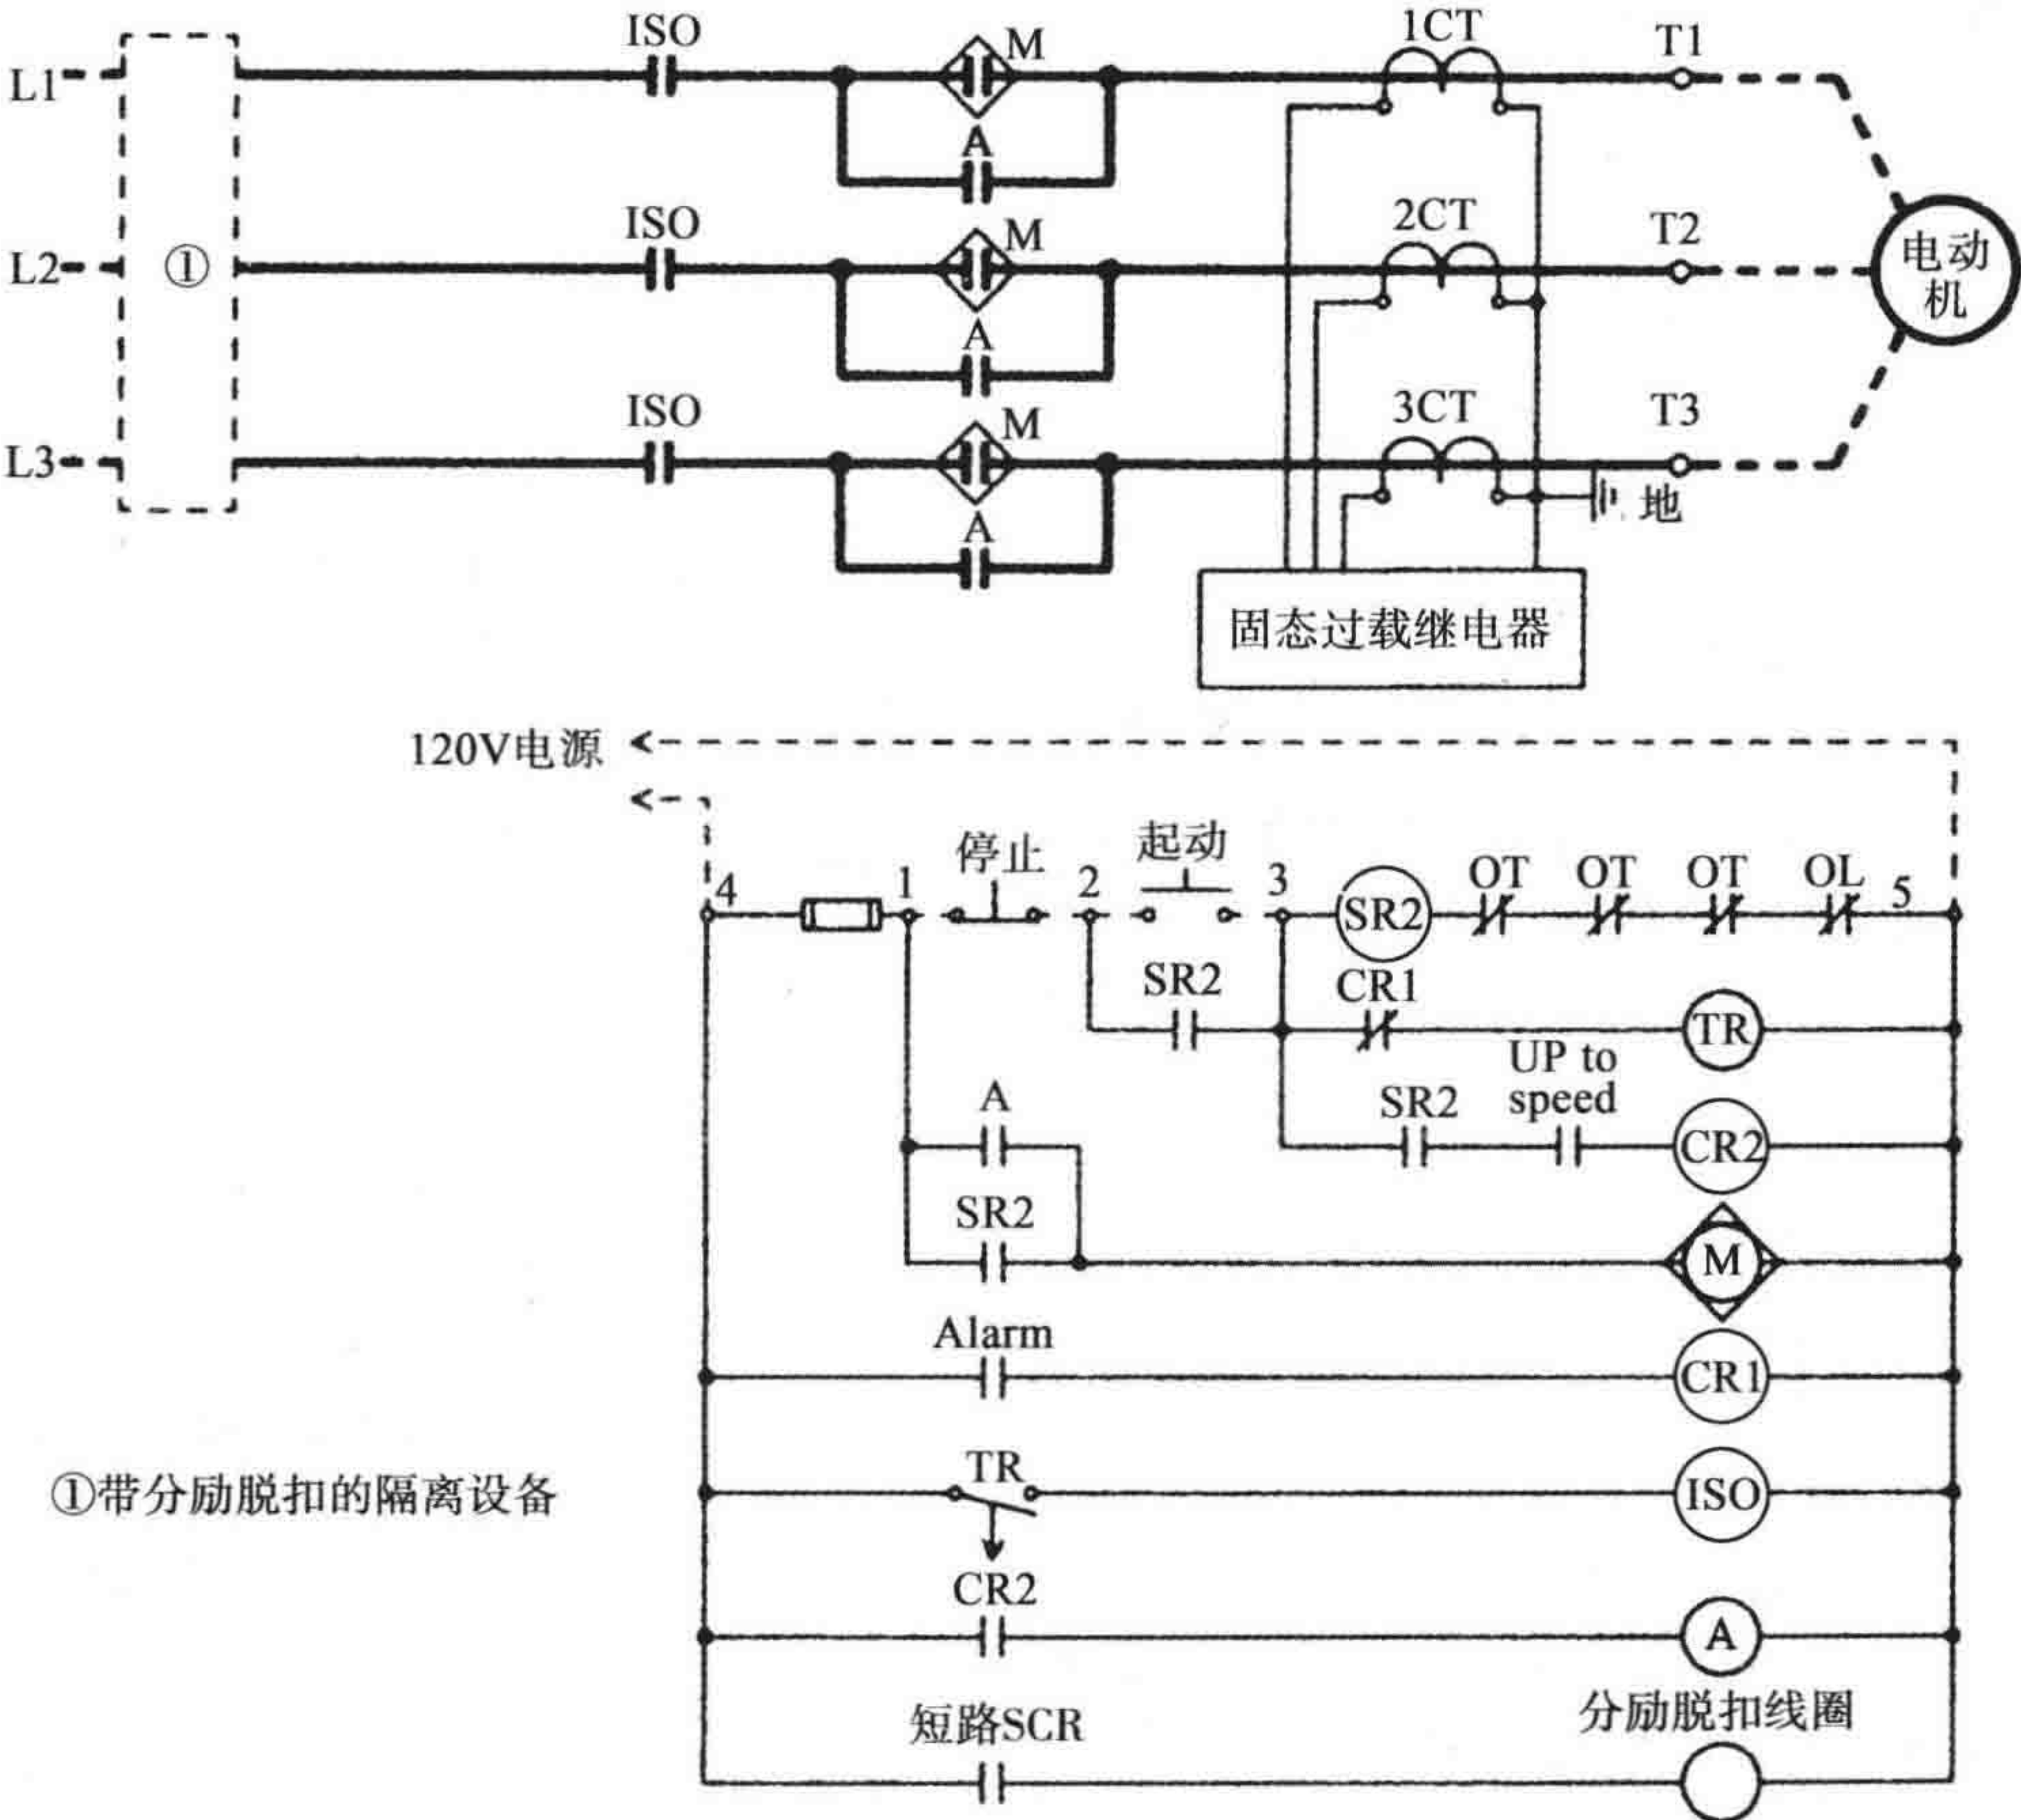 ISO
M
1CT
T1
L1
A
ISO
M
2CT
T2
L2
①
电动
机
A
ISO
M
3CT
T3
L3
地
A
固态过载继电器
120V电源
4
1
停止
2
起动
3
SR2
OT
OT
OT
OL
5
SR2
CR1
TR
A
SR2
UP to
speed
CR2
SR2
M
Alarm
CR1
①带分励脱扣的隔离设备
TR
ISO
CR2
A
短路SCR
分励脱扣线圈